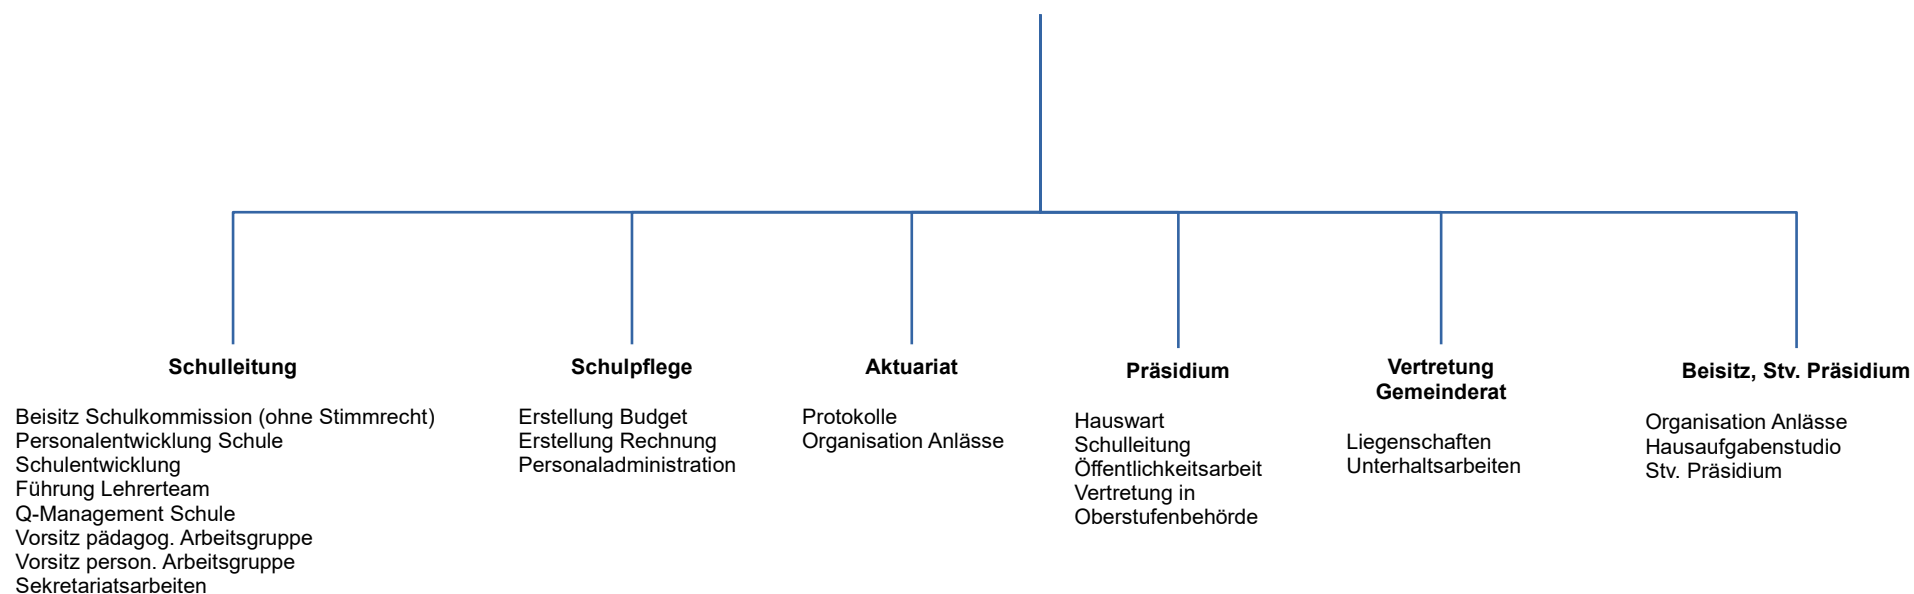 Schulleitung
Beisitz Schulkommission (ohne Stimmrecht)
Personalentwicklung Schule
Schulentwicklung
Führung Lehrerteam
Q-Management Schule
Vorsitz pädagog. Arbeitsgruppe
Vorsitz person. Arbeitsgruppe
Sekretariatsarbeiten
Schulpflege
Erstellung Budget
Erstellung Rechnung
Personaladministration
Aktuariat
Protokolle
Organisation Anlässe
Präsidium
Hauswart
Schulleitung
Öffentlichkeitsarbeit
Vertretung in
Oberstufenbehörde
Vertretung
Gemeinderat
Liegenschaften
Unterhaltsarbeiten
Beisitz, Stv. Präsidium
Organisation Anlässe
Hausaufgabenstudio
Stv. Präsidium